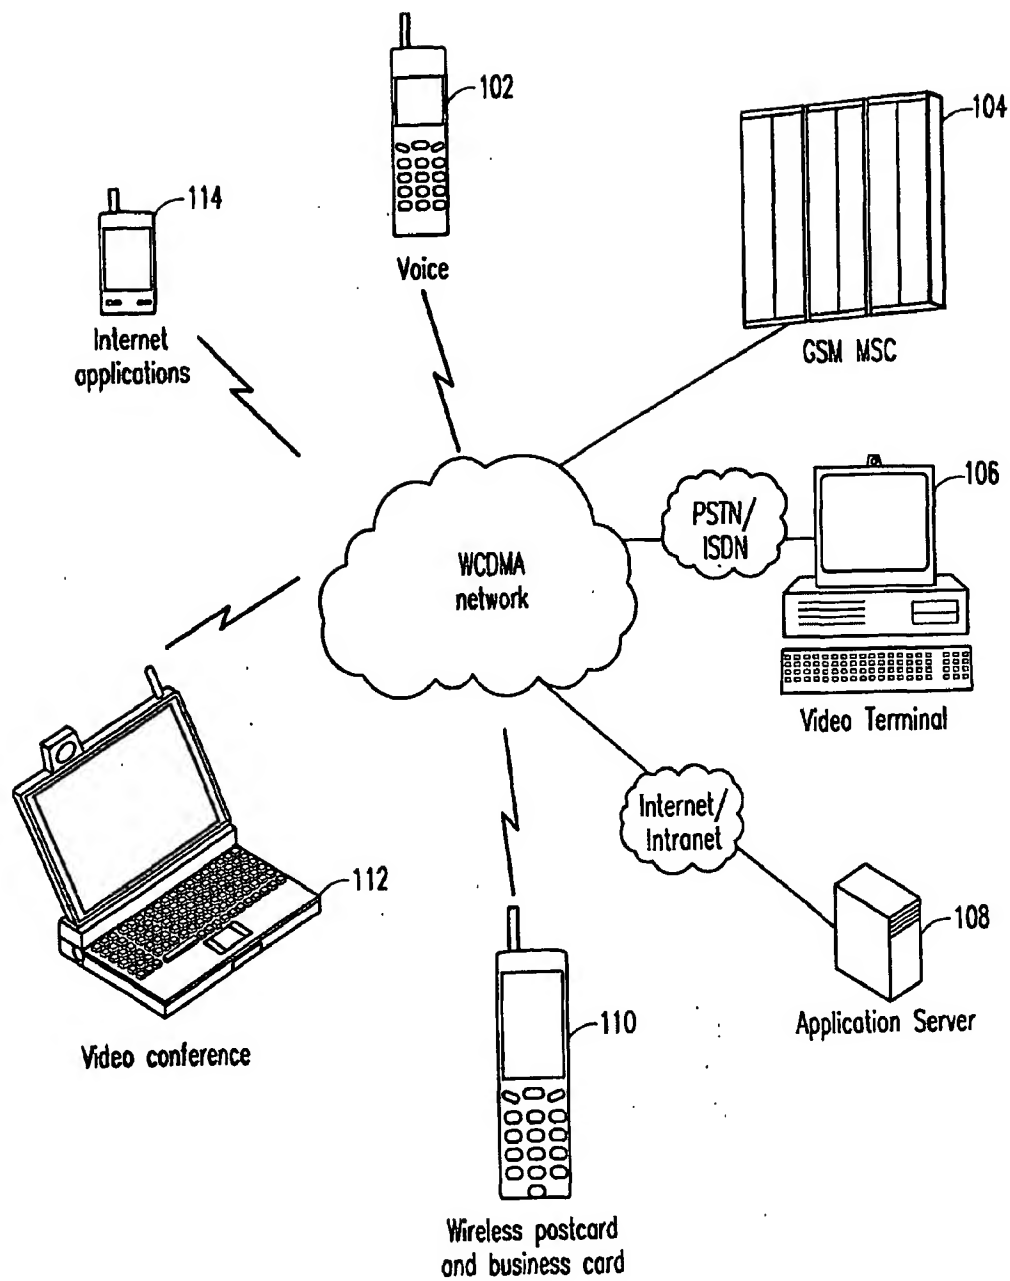 102
104
114
Voice
Internet
applications
GSM MSC
106
PSTN/
ISDN
WCDMA
network
Video Terminal
Internet/
Intranet
112
108
Application Server
110
Video conference
Wireless postcard
and business card